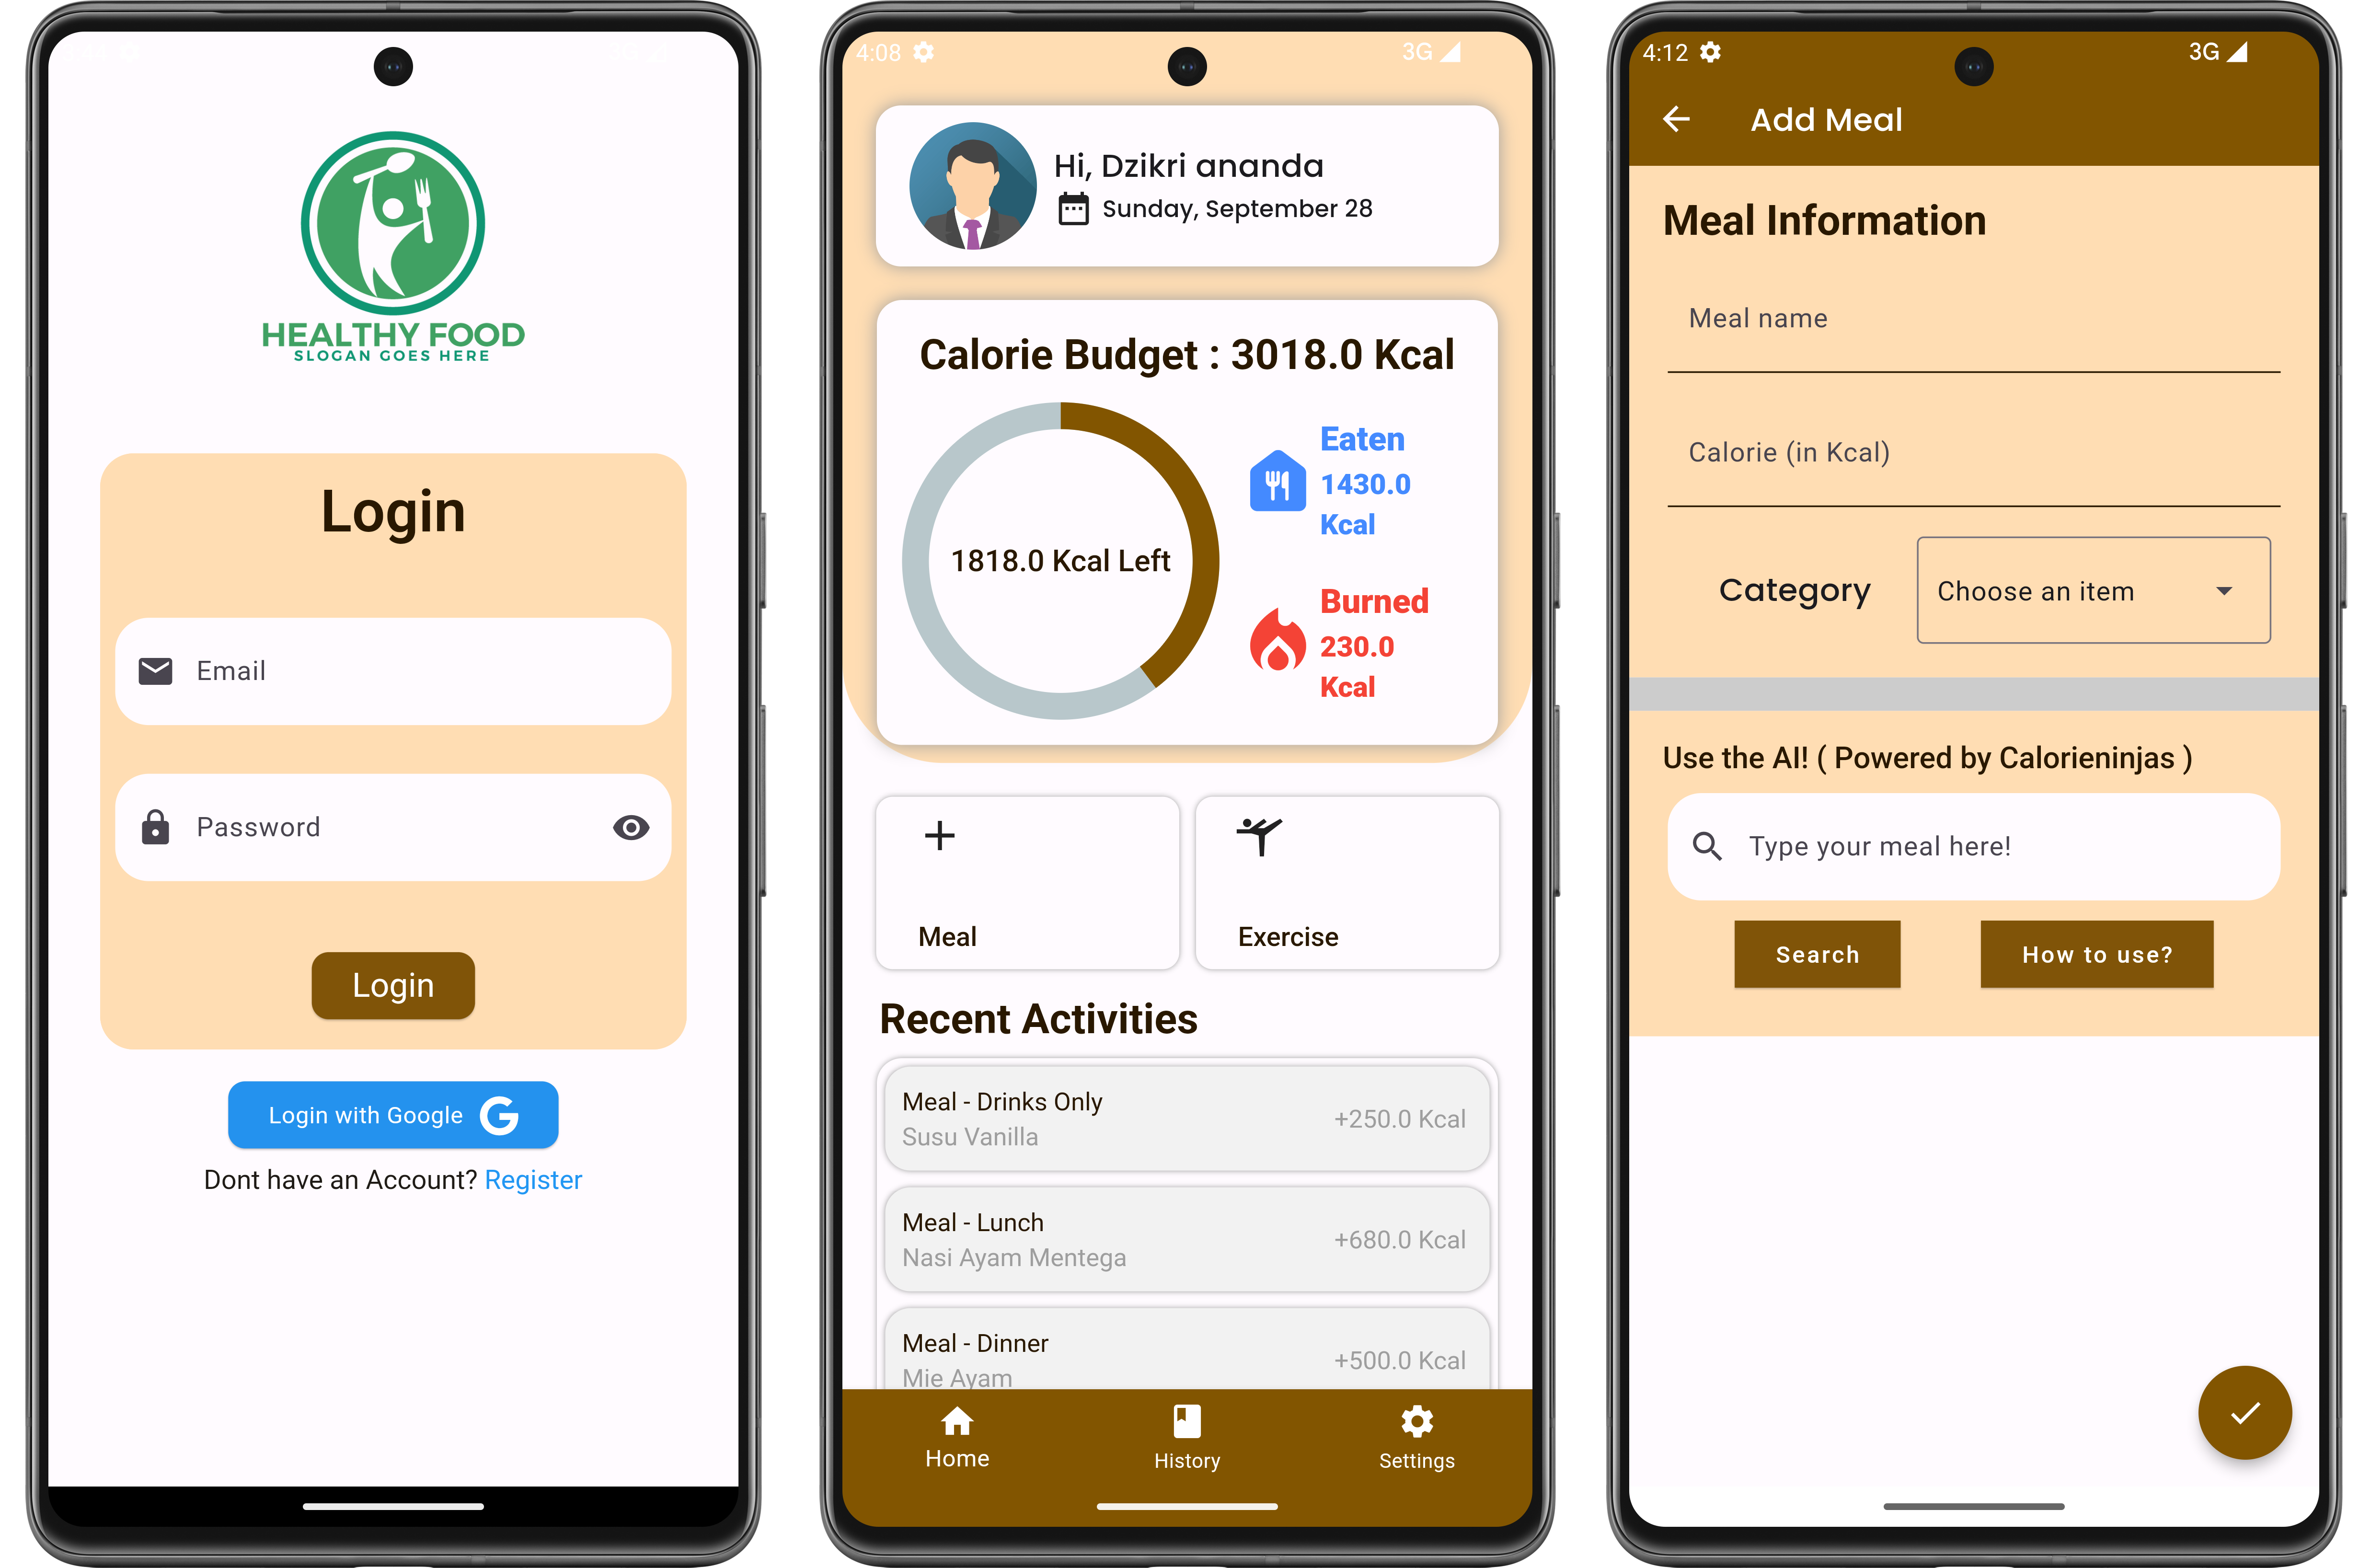 HEALTHY FOOD
SLOGAN GOES HERE
Login
Email
Password
Login
Login with Google
Dont have an Account? Register
4:08 3G
Hi, Dzikri ananda
Sunday, September 28
Calorie Budget : 3018.0 Kcal
1818.0 Kcal Left
Eaten
1430.0
Kcal
Burned
230.0
Kcal
Meal
Exercise
Recent Activities
Meal - Drinks Only
Susu Vanilla
+250.0 Kcal
Meal - Lunch
Nasi Ayam Mentega
+680.0 Kcal
Meal - Dinner
Mie Ayam
+500.0 Kcal
Home
History
Settings
4:12 3G
Add Meal
Meal Information
Meal name
Calorie (in Kcal)
Category
Choose an item
Use the AI! ( Powered by Calorieninjas )
Type your meal here!
Search
How to use?